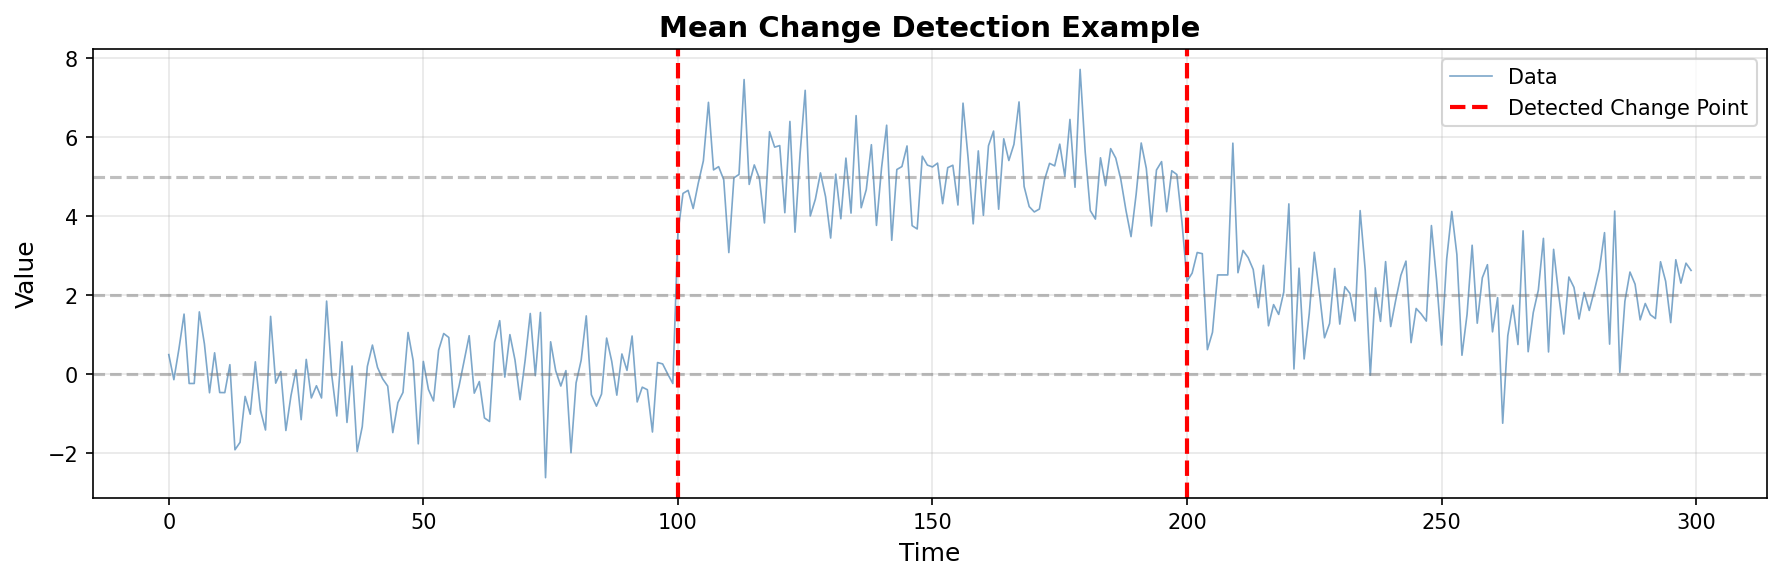 Mean Change Detection Example
8
6
4
2
0
−2
Value
Data
Detected Change Point
0
50
100
150
200
250
300
Time